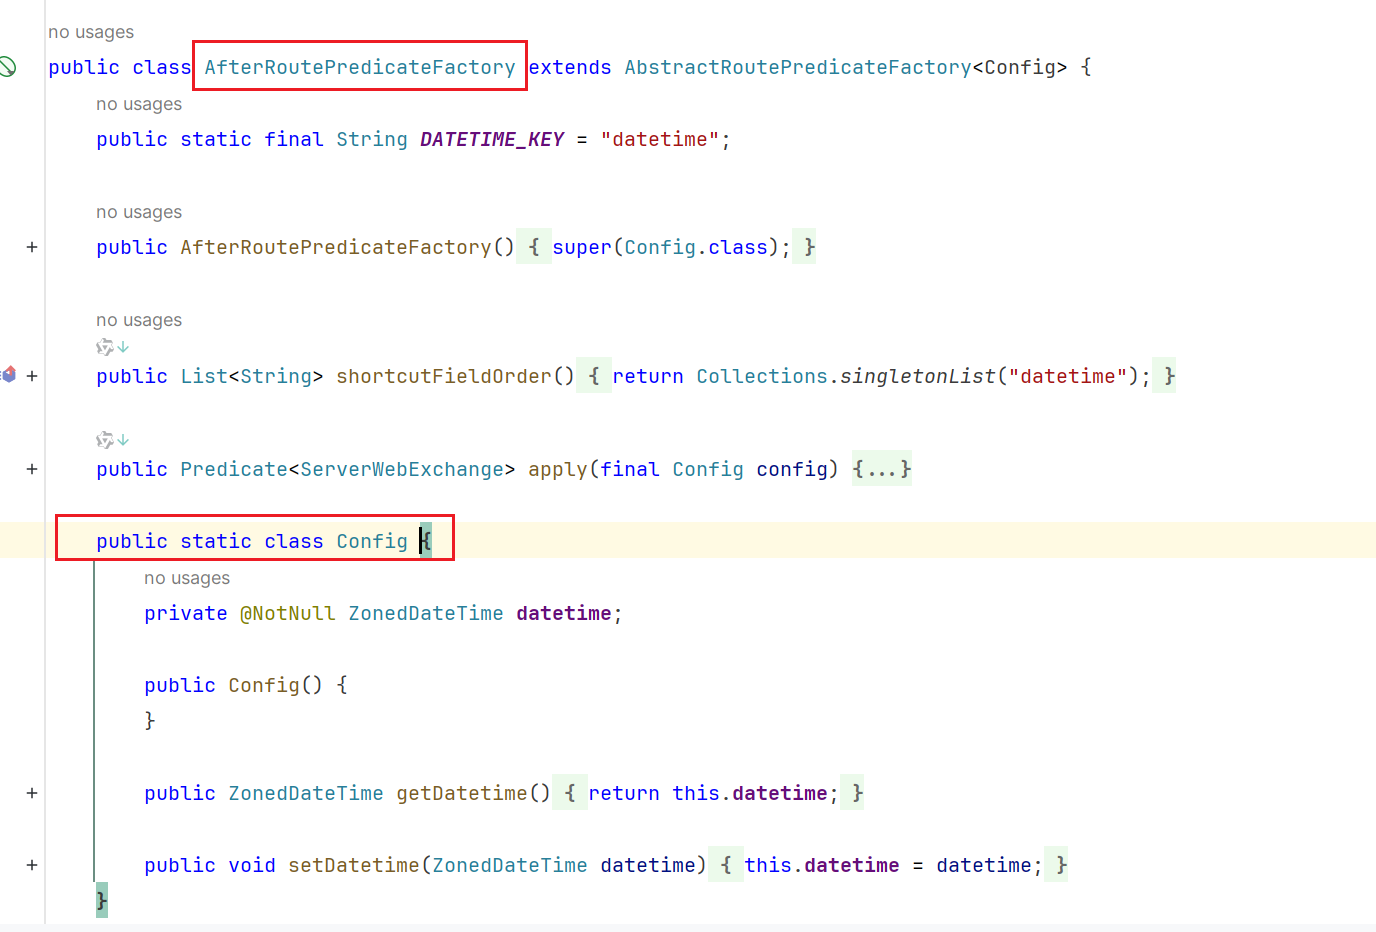 no usages
public class AfterRoutePredicateFactory extends AbstractRoutePredicateFactory<Config> {
no usages
public static final String DATETIME_KEY = "datetime";
no usages
public AfterRoutePredicateFactory() { super(Config.class); }
no usages
public List<String> shortcutFieldOrder() { return Collections.singletonList("datetime"); }
public Predicate<ServerWebExchange> apply(final Config config) {...}
public static class Config {
no usages
private @NotNull ZonedDateTime datetime;
public Config() {
}
public ZonedDateTime getDatetime() { return this.datetime; }
public void setDatetime(ZonedDateTime datetime) { this.datetime = datetime; }
}